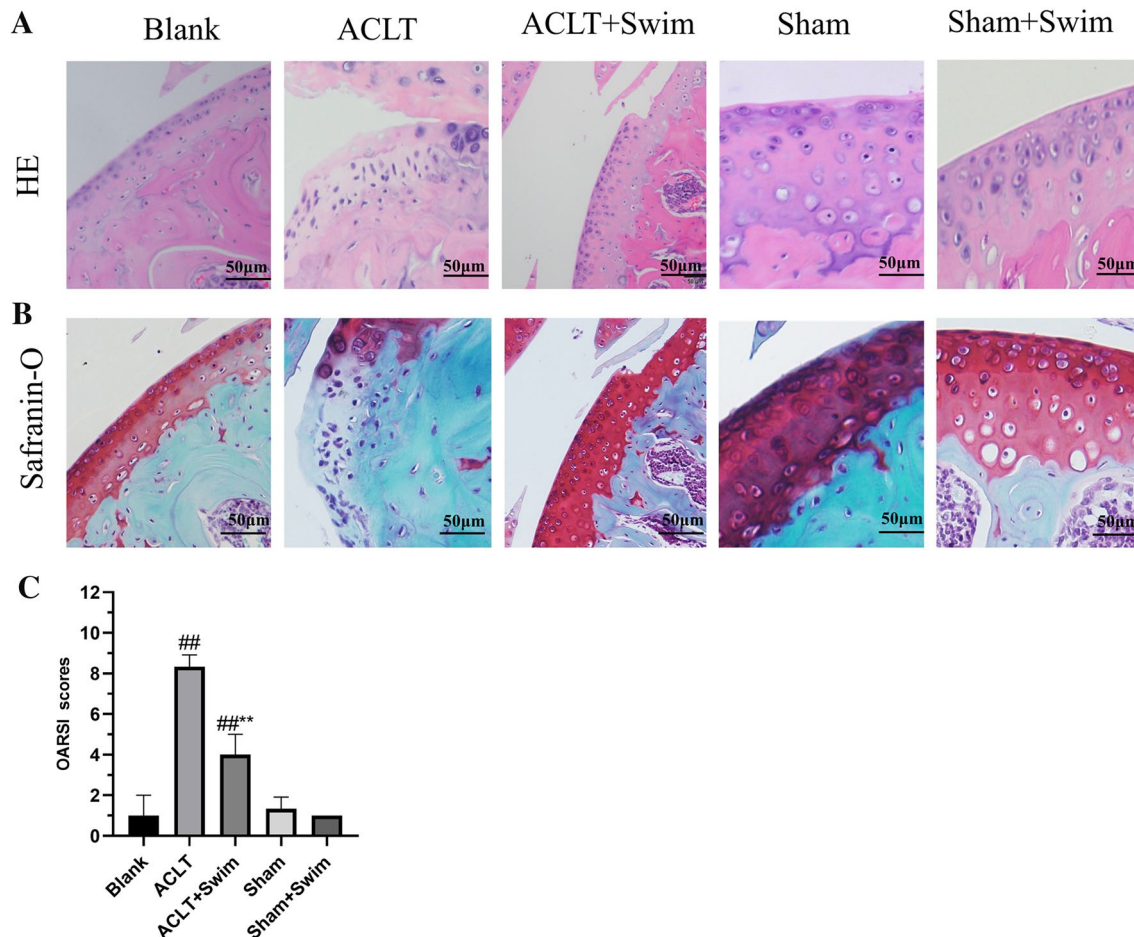 A
Blank
ACLT
ACLT+Swim
Sham
Sham+Swim
HE
50μm
50μm
50μm
50μm
50μm
B
Safranin-O
50μm
50μm
50μm
50μm
50μm
C
OARSI scores
12
10
8
6
4
2
0
##
##**
Blank
ACLT
ACLT+Swim
Sham
Sham+Swim